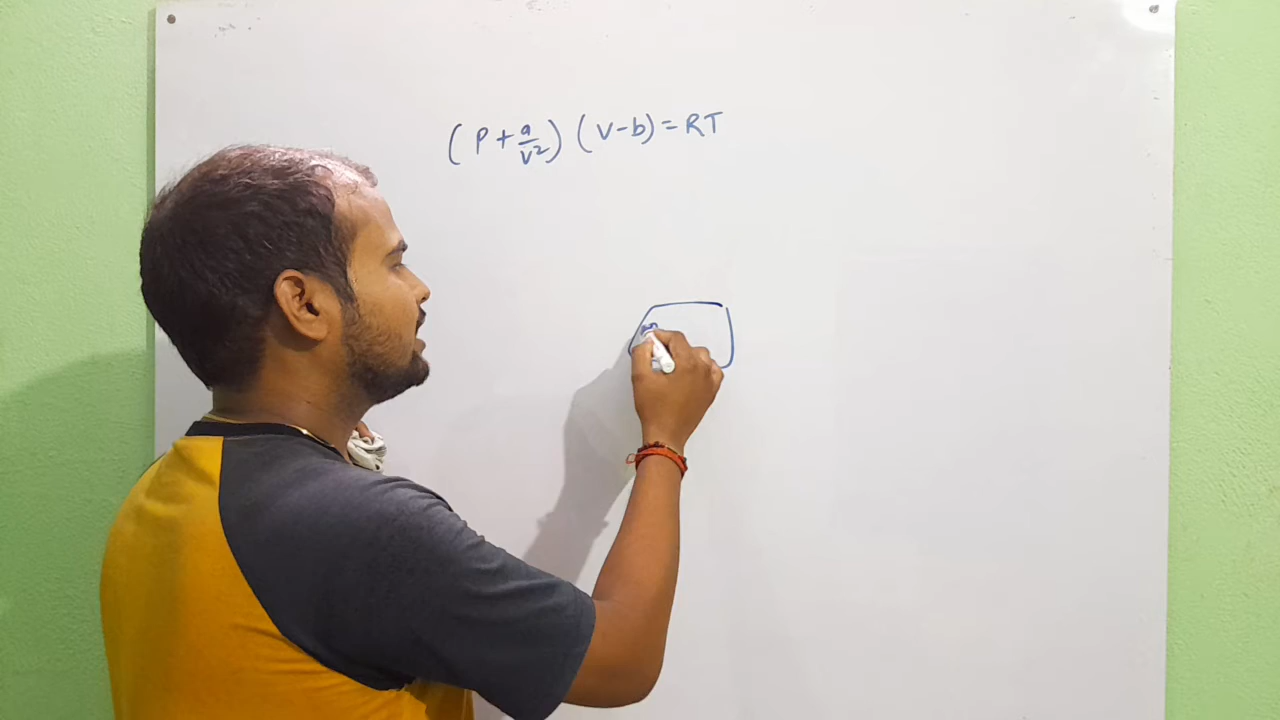 (P + a/v²) (v-b) = RT